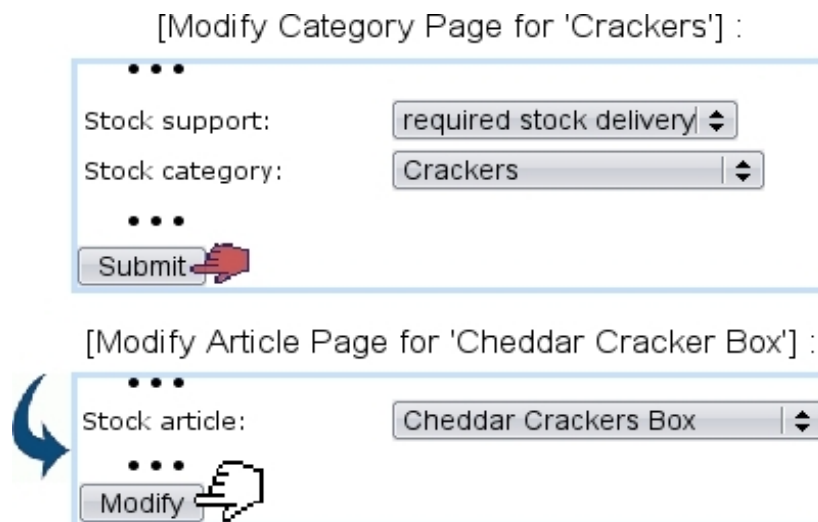 [Modify Category Page for 'Crackers'] :
• • •
Stock support: required stock delivery
Stock category: Crackers
• • •
Submit
[Modify Article Page for 'Cheddar Cracker Box'] :
• • •
Stock article: Cheddar Crackers Box
• • •
Modify